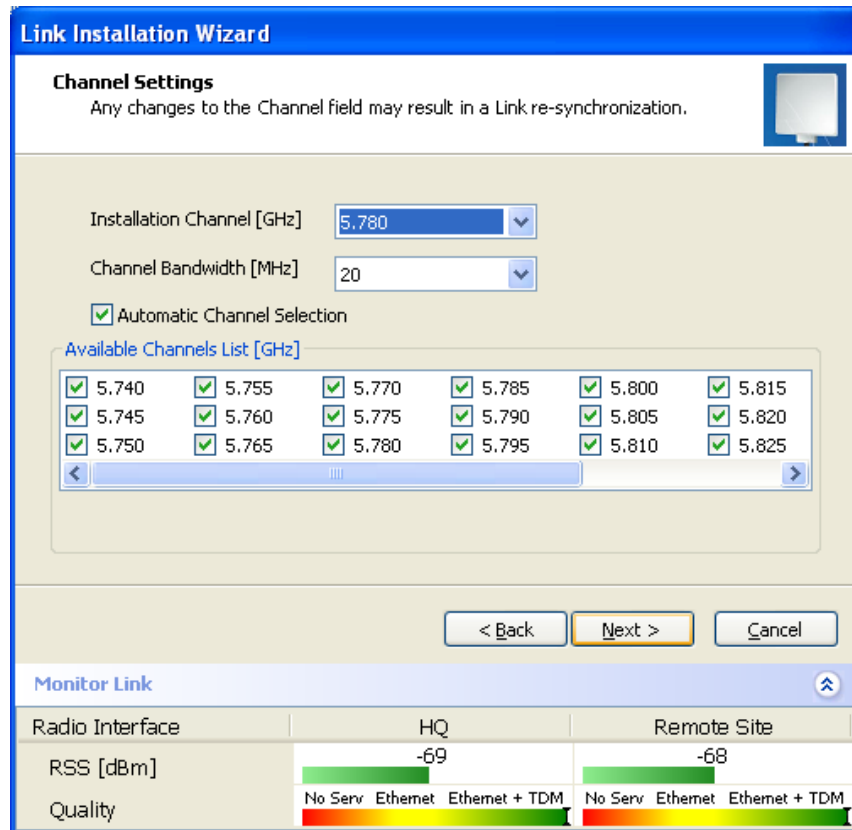 Link Installation Wizard
Channel Settings
Any changes to the Channel field may result in a Link re-synchronization.
Installation Channel [GHz] 5.780
Channel Bandwidth [MHz] 20
Automatic Channel Selection
Available Channels List [GHz]
5.740 5.755 5.770 5.785 5.800 5.815
5.745 5.760 5.775 5.790 5.805 5.820
5.750 5.765 5.780 5.795 5.810 5.825
< Back Next > Cancel
Monitor Link
Radio Interface HQ Remote Site
RSS [dBm] -69 -68
Quality No Serv Ethernet Ethernet + TDM No Serv Ethernet Ethernet + TDM